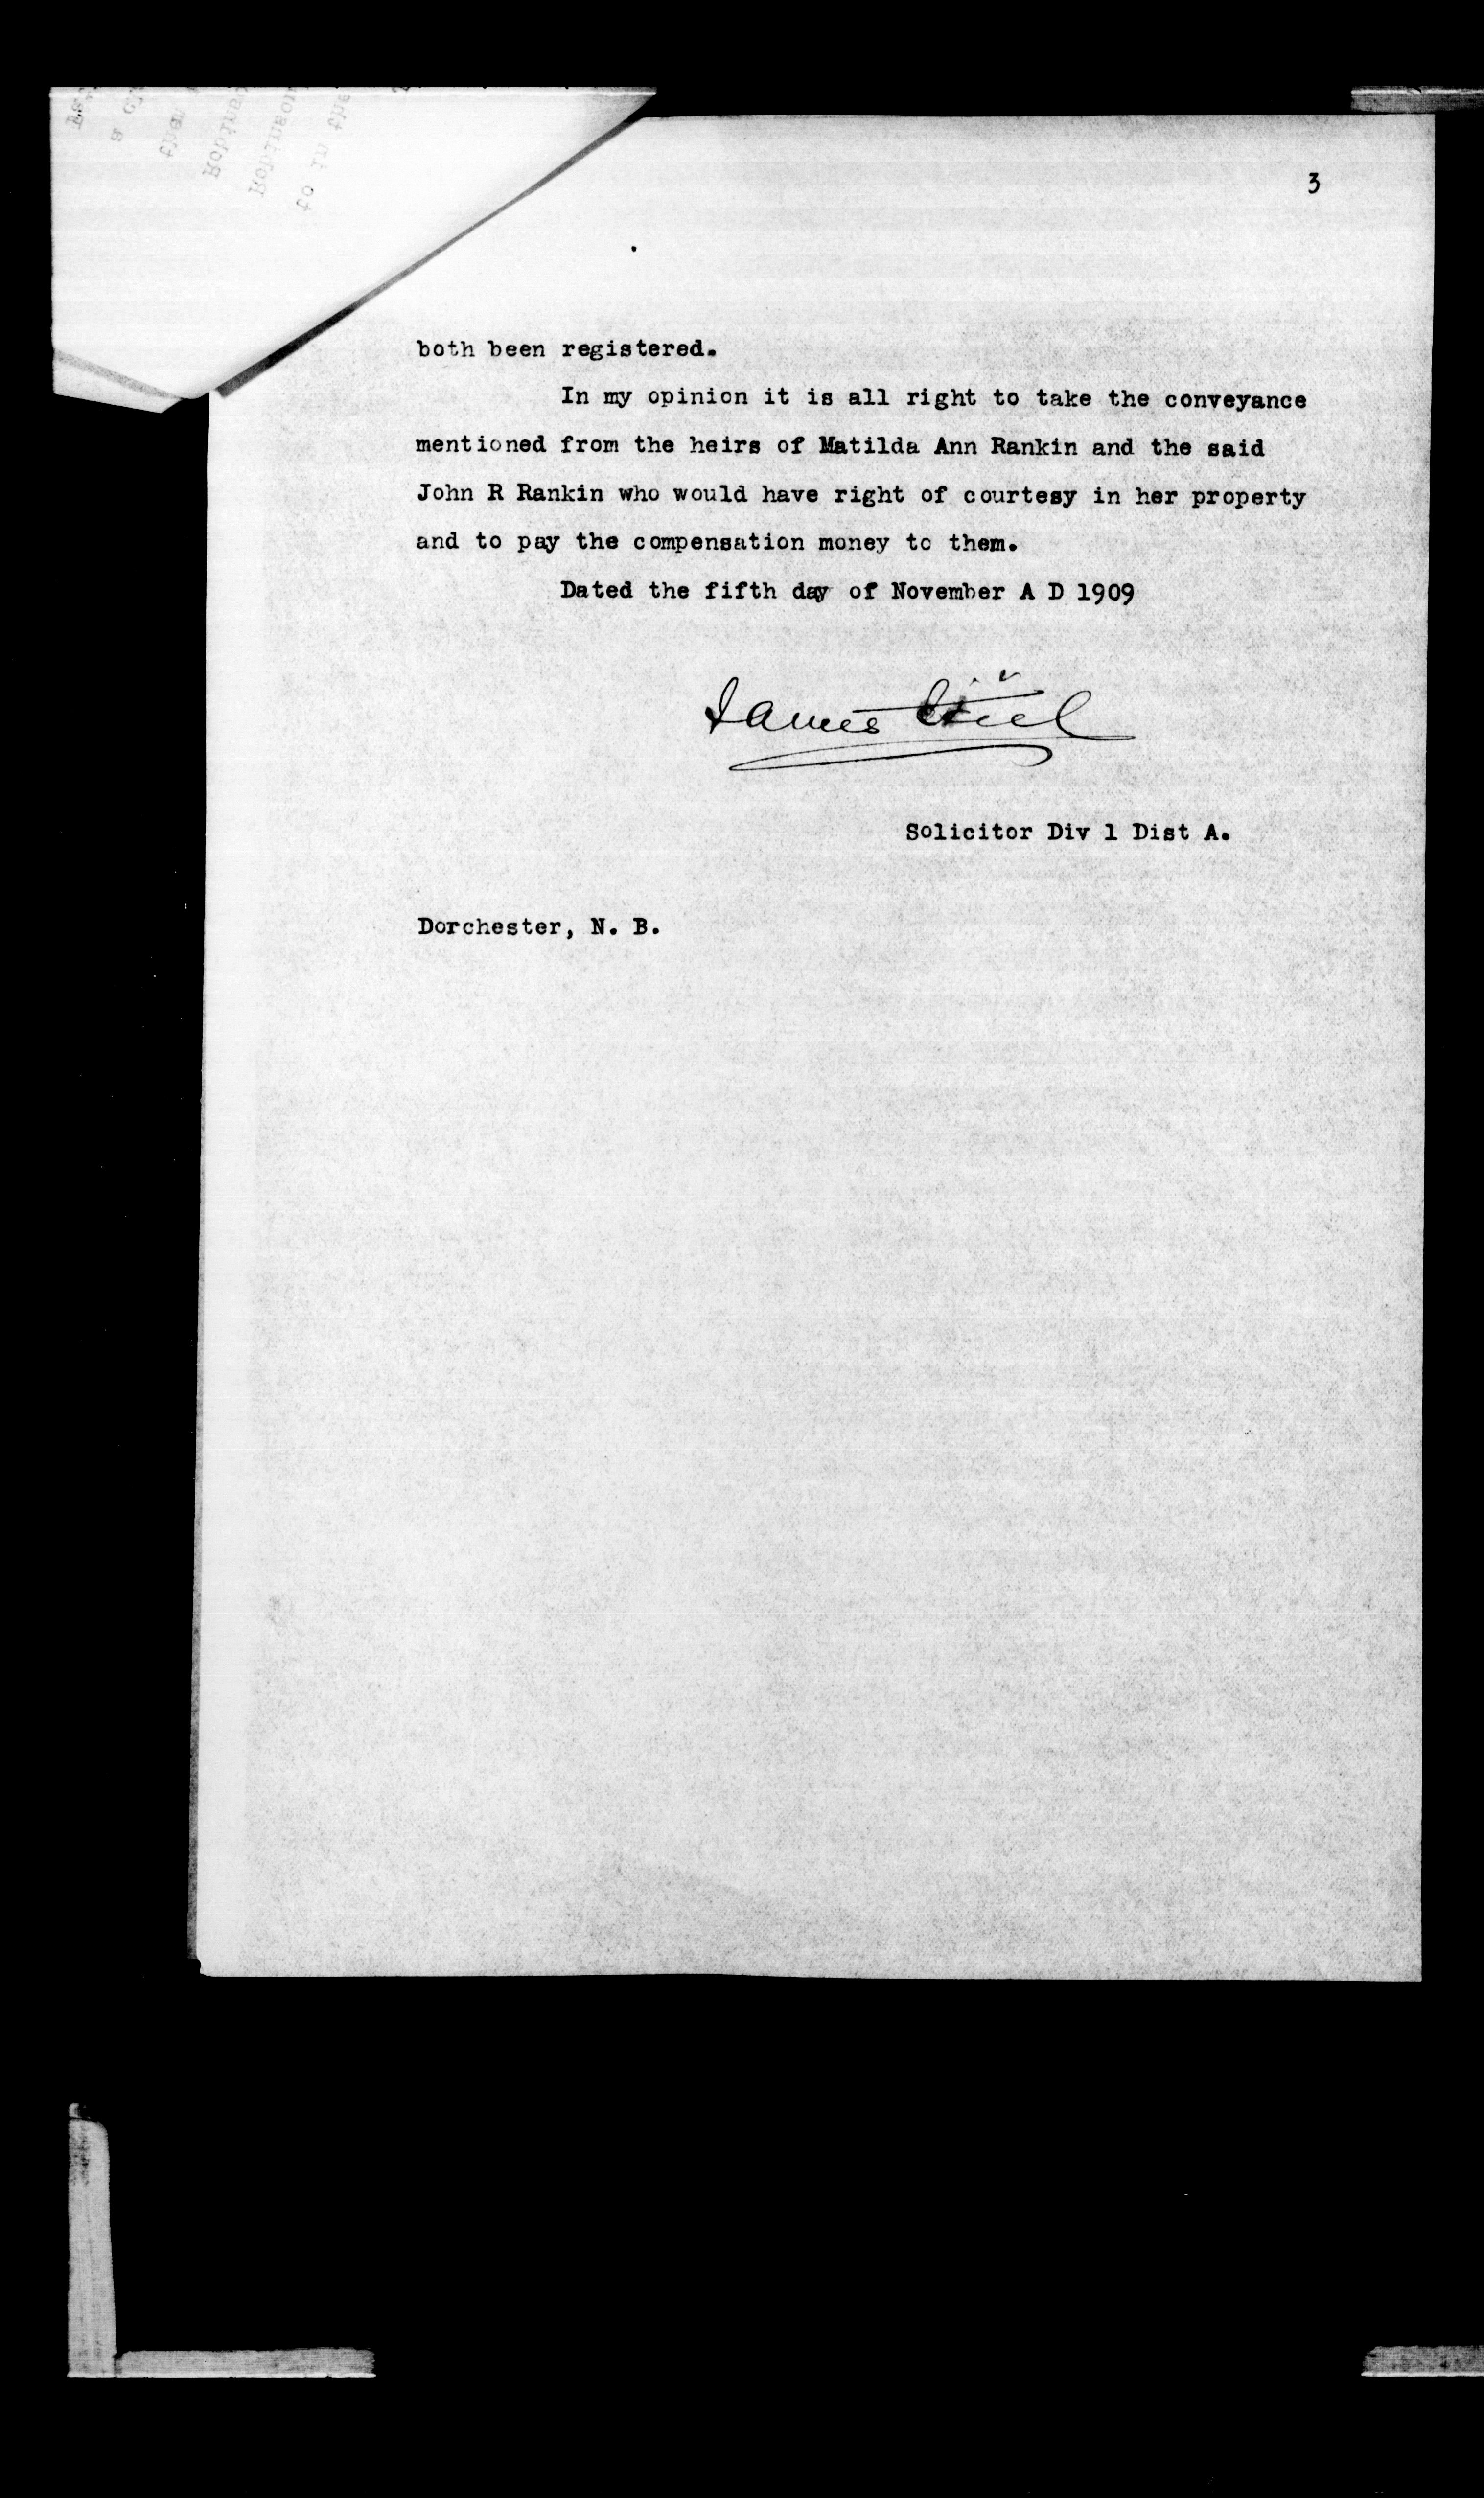 3
both been registered.
In my opinion it is all right to take the conveyance
mentioned from the heirs of Matilda Ann Rankin and the said
John R Rankin who would have right of courtesy in her property
and to pay the compensation money to them.
Dated the fifth day of November A D 1909
James Friel
Solicitor Div 1 Dist A.
Dorchester, N. B.